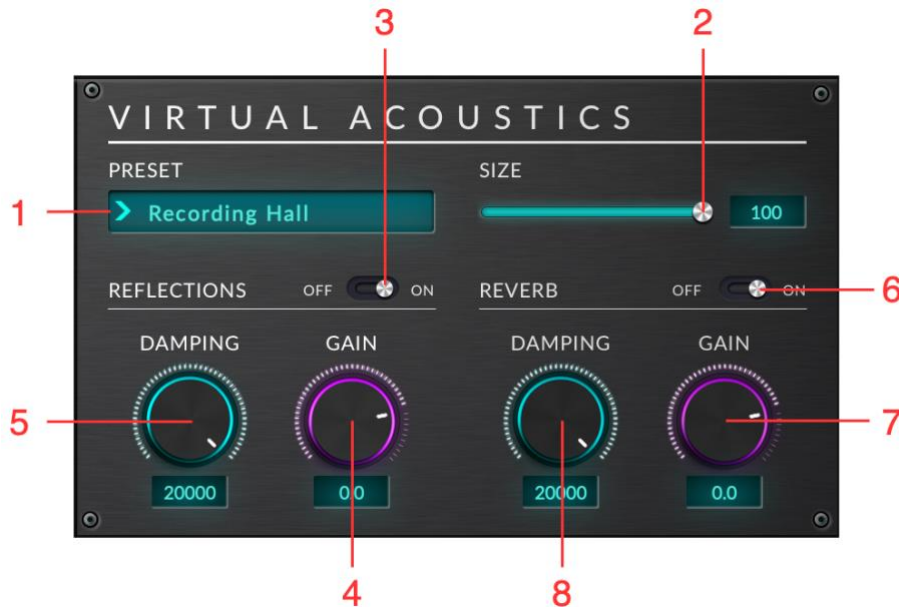 3 2
VIRTUAL ACOUSTICS
PRESET SIZE
1 Recording Hall 100
REFLECTIONS OFF ON REVERB OFF ON 6
DAMPING GAIN DAMPING GAIN
5 7
20000 0.0 20000 0.0
4 8